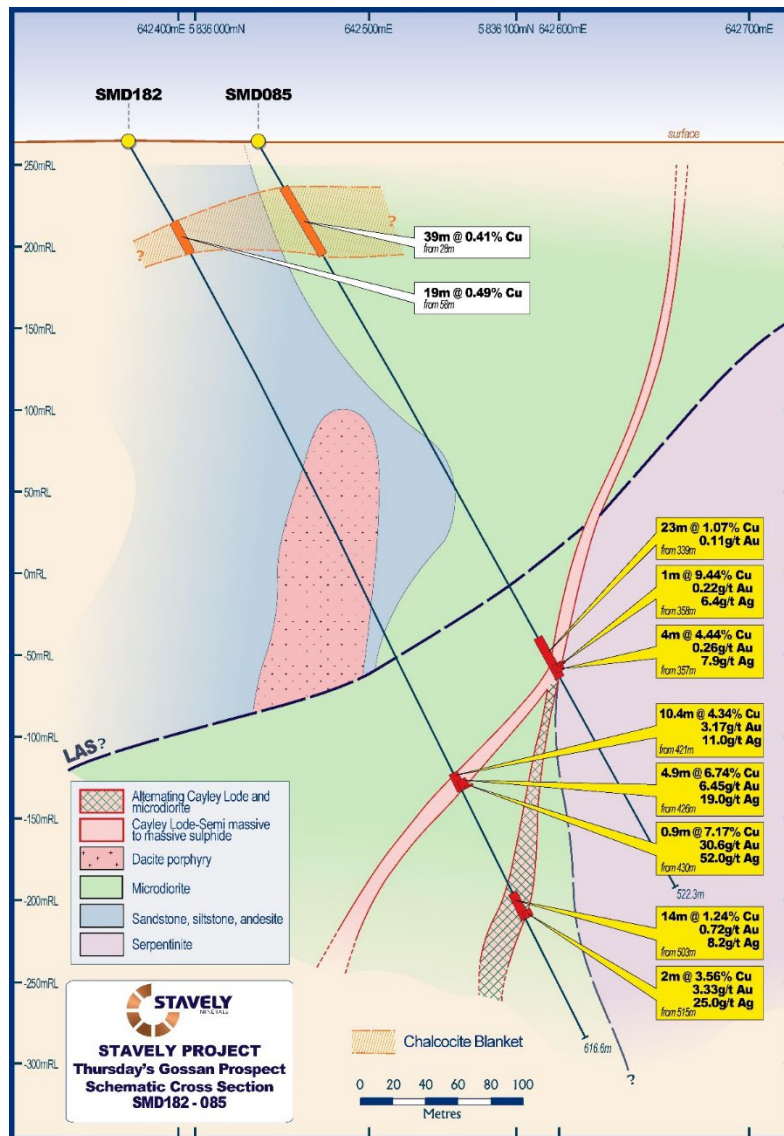 642400mE 5836000mN 642500mE 5836100mN 642600mE 642700mE
SMD182 SMD085
surface
250mRL
200mRL
150mRL
100mRL
50mRL
0mRL
-50mRL
-100mRL
-150mRL
-200mRL
-250mRL
-300mRL
?
?
39m @ 0.41% Cu
from 28m
19m @ 0.49% Cu
from 58m
23m @ 1.07% Cu
0.11g/t Au
from 339m
1m @ 9.44% Cu
0.22g/t Au
6.4g/t Ag
from 358m
4m @ 4.44% Cu
0.26g/t Au
7.9g/t Ag
from 357m
10.4m @ 4.34% Cu
3.17g/t Au
11.0g/t Ag
from 421m
4.9m @ 6.74% Cu
6.45g/t Au
19.0g/t Ag
from 426m
0.9m @ 7.17% Cu
30.6g/t Au
52.0g/t Ag
from 430m
522.3m
14m @ 1.24% Cu
0.72g/t Au
8.2g/t Ag
from 503m
2m @ 3.56% Cu
3.33g/t Au
25.0g/t Ag
from 515m
LAS?
Alternating Cayley Lode and
microdiorite
Cayley Lode-Semi massive
to massive sulphide
Dacite porphyry
Microdiorite
Sandstone, siltstone, andesite
Serpentinite
STAVELY
MINERALS
STAVELY PROJECT
Thursday's Gossan Prospect
Schematic Cross Section
SMD182 - 085
Chalcocite Blanket
616.6m
?
0 20 40 60 80 100
Metres